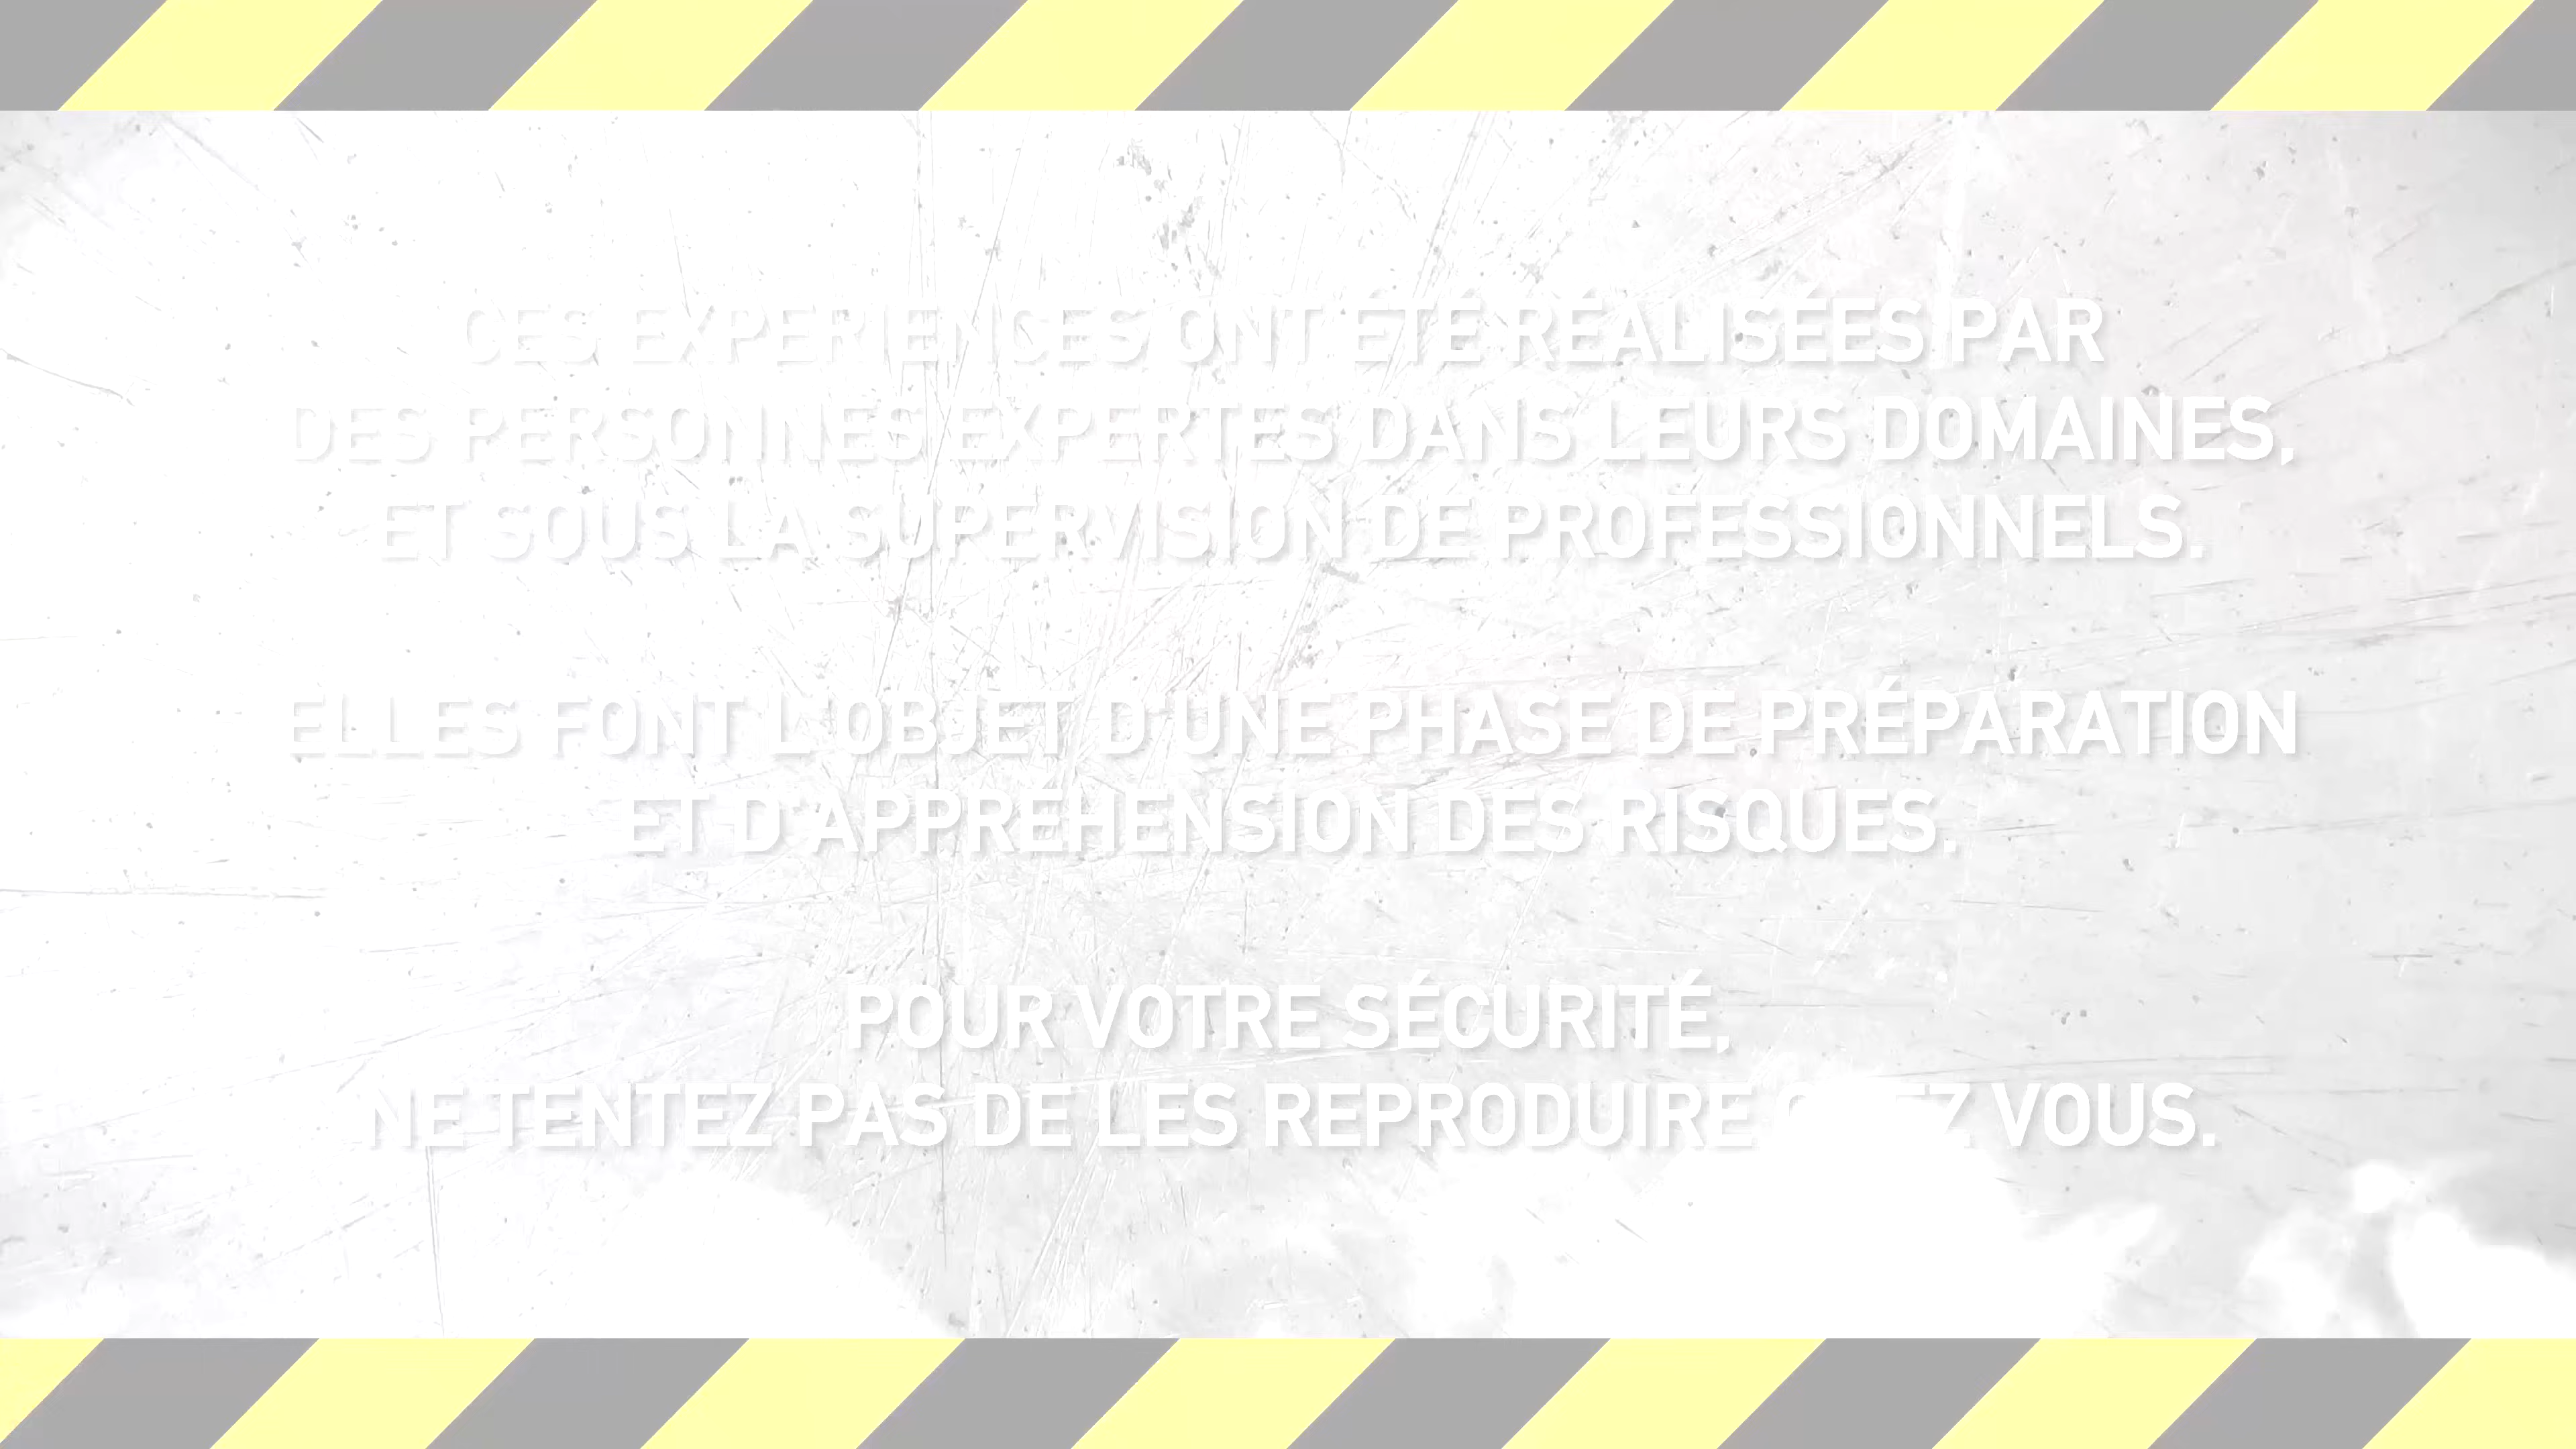 CES EXPERIENCES ONT ÉTÉ RÉALISÉES PAR
DES PERSONNES EXPERTES DANS LEURS DOMAINES,
ET SOUS LA SUPERVISION DE PROFESSIONNELS.
ELLES FONT L'OBJET D'UNE PHASE DE PRÉPARATION
ET D'APPRÉHENSION DES RISQUES.
POUR VOTRE SÉCURITÉ,
NE TENTEZ PAS DE LES REPRODUIRE VOUS.